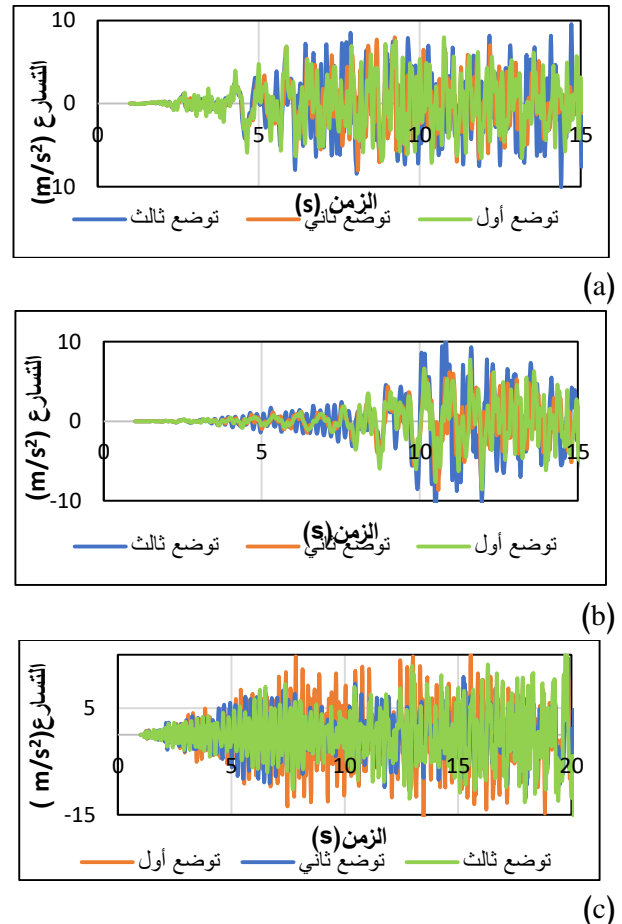 10
0
10
0
5
10
15
التسارع (m/s²)
الزمن (s)
توضع ثالث توضع ثاني توضع أول
(a)
10
0
-10
0
5
10
15
التسارع (m/s²)
الزمن(s)
توضع ثالث توضع ثاني توضع أول
(b)
5
-15
0
5
10
15
20
التسارع(m/s² )
الزمن(s)
توضع أول توضع ثاني توضع ثالث
(c)